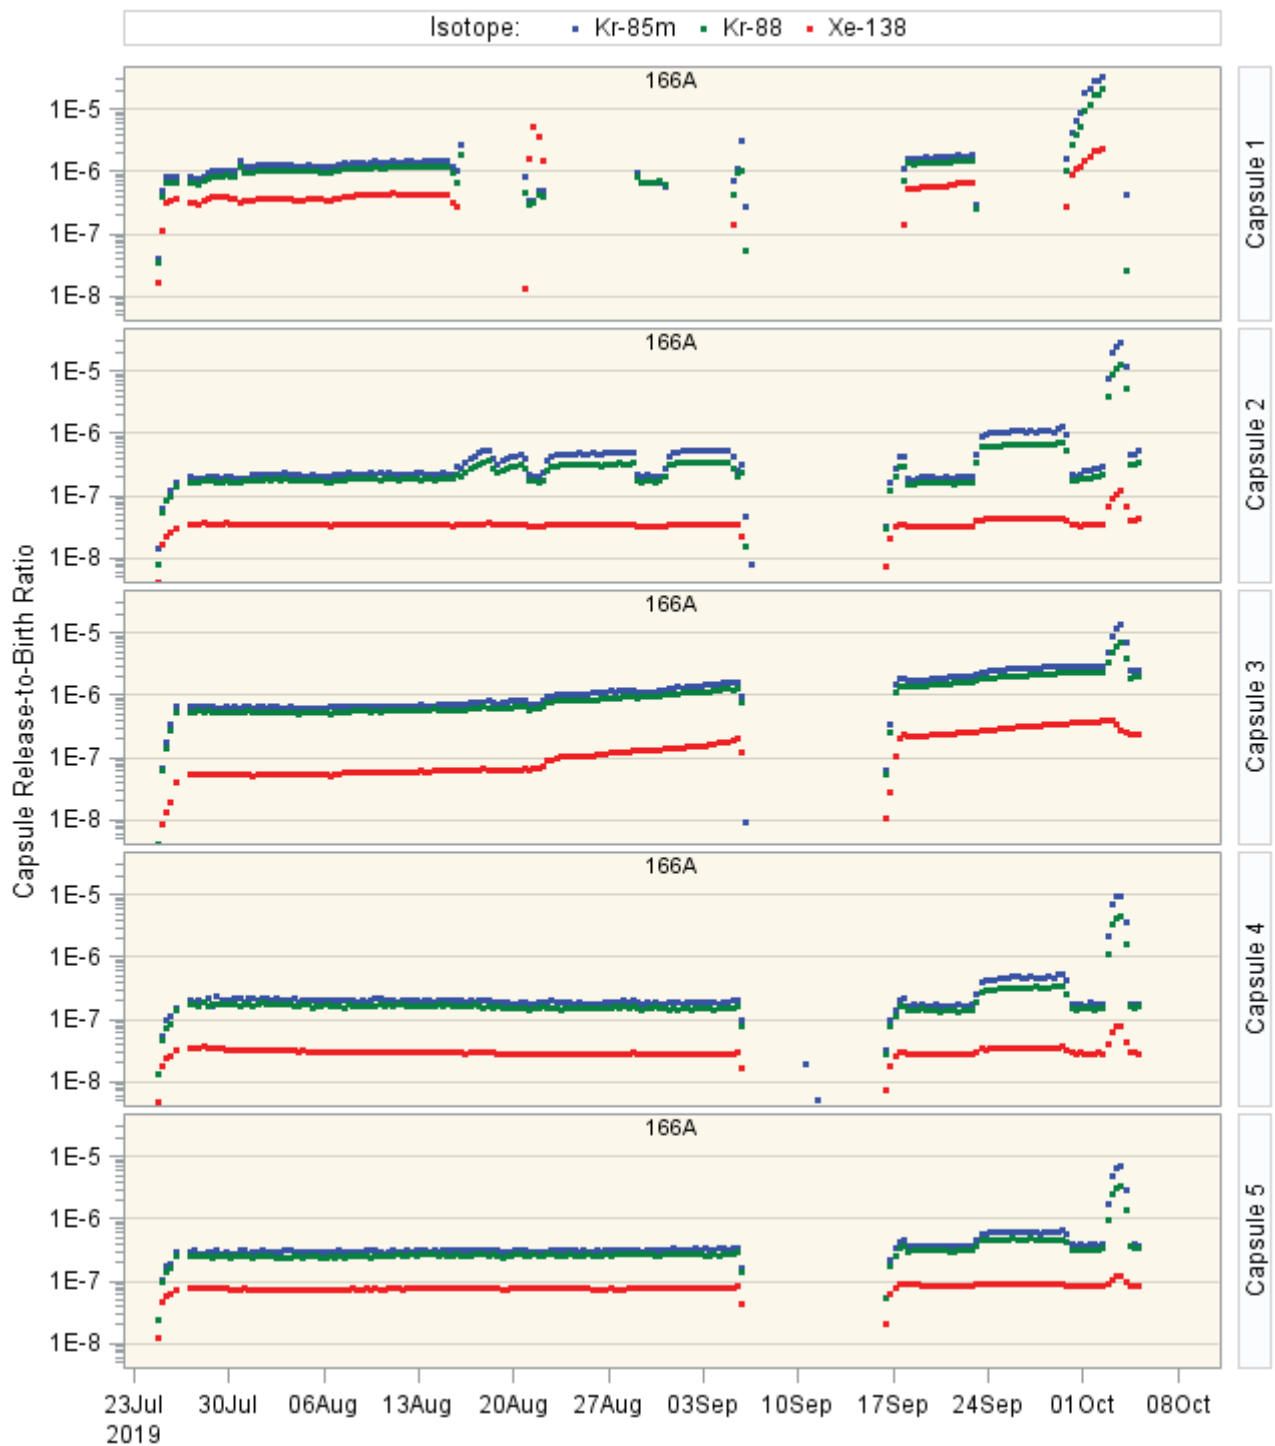 Isotope: Kr-85m Kr-88 Xe-138
Capsule Release-to-Birth Ratio
166A
1E-5
1E-6
1E-7
1E-8
Capsule 1
166A
1E-5
1E-6
1E-7
1E-8
Capsule 2
166A
1E-5
1E-6
1E-7
1E-8
Capsule 3
166A
1E-5
1E-6
1E-7
1E-8
Capsule 4
166A
1E-5
1E-6
1E-7
1E-8
Capsule 5
23Jul 30Jul 06Aug 13Aug 20Aug 27Aug 03Sep 10Sep 17Sep 24Sep 01Oct 08Oct
2019